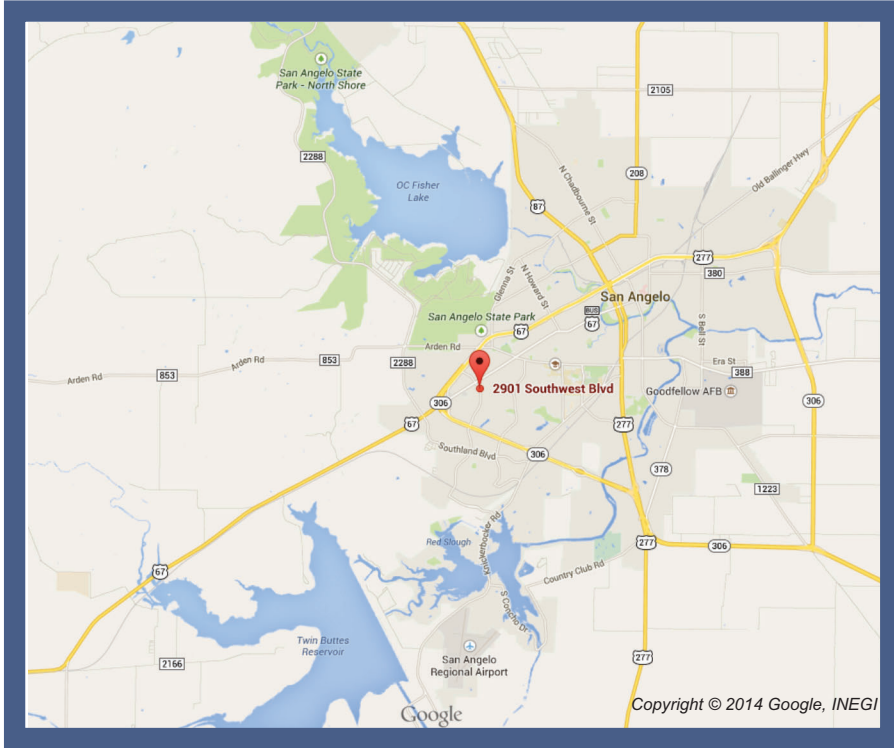 San Angelo State
Park - North Shore
2105
2288
OC Fisher
Lake
N Chadbourne St
208
Old Ballinger Hwy
87
277
380
Glenna St
N Howard St
San Angelo
BUS
67
San Angelo State Park
67
S Bell St
Arden Rd
853
2288
Arden Rd
853
Arden Rd
Era St
388
2901 Southwest Blvd
Goodfellow AFB
306
306
67
277
Southland Blvd
306
378
1223
Knickerbocker Rd
Red Slough
277
306
67
Country Club Rd
S Concho Dr
Twin Buttes
Reservoir
2166
San Angelo
Regional Airport
277
Google
Copyright © 2014 Google, INEGI